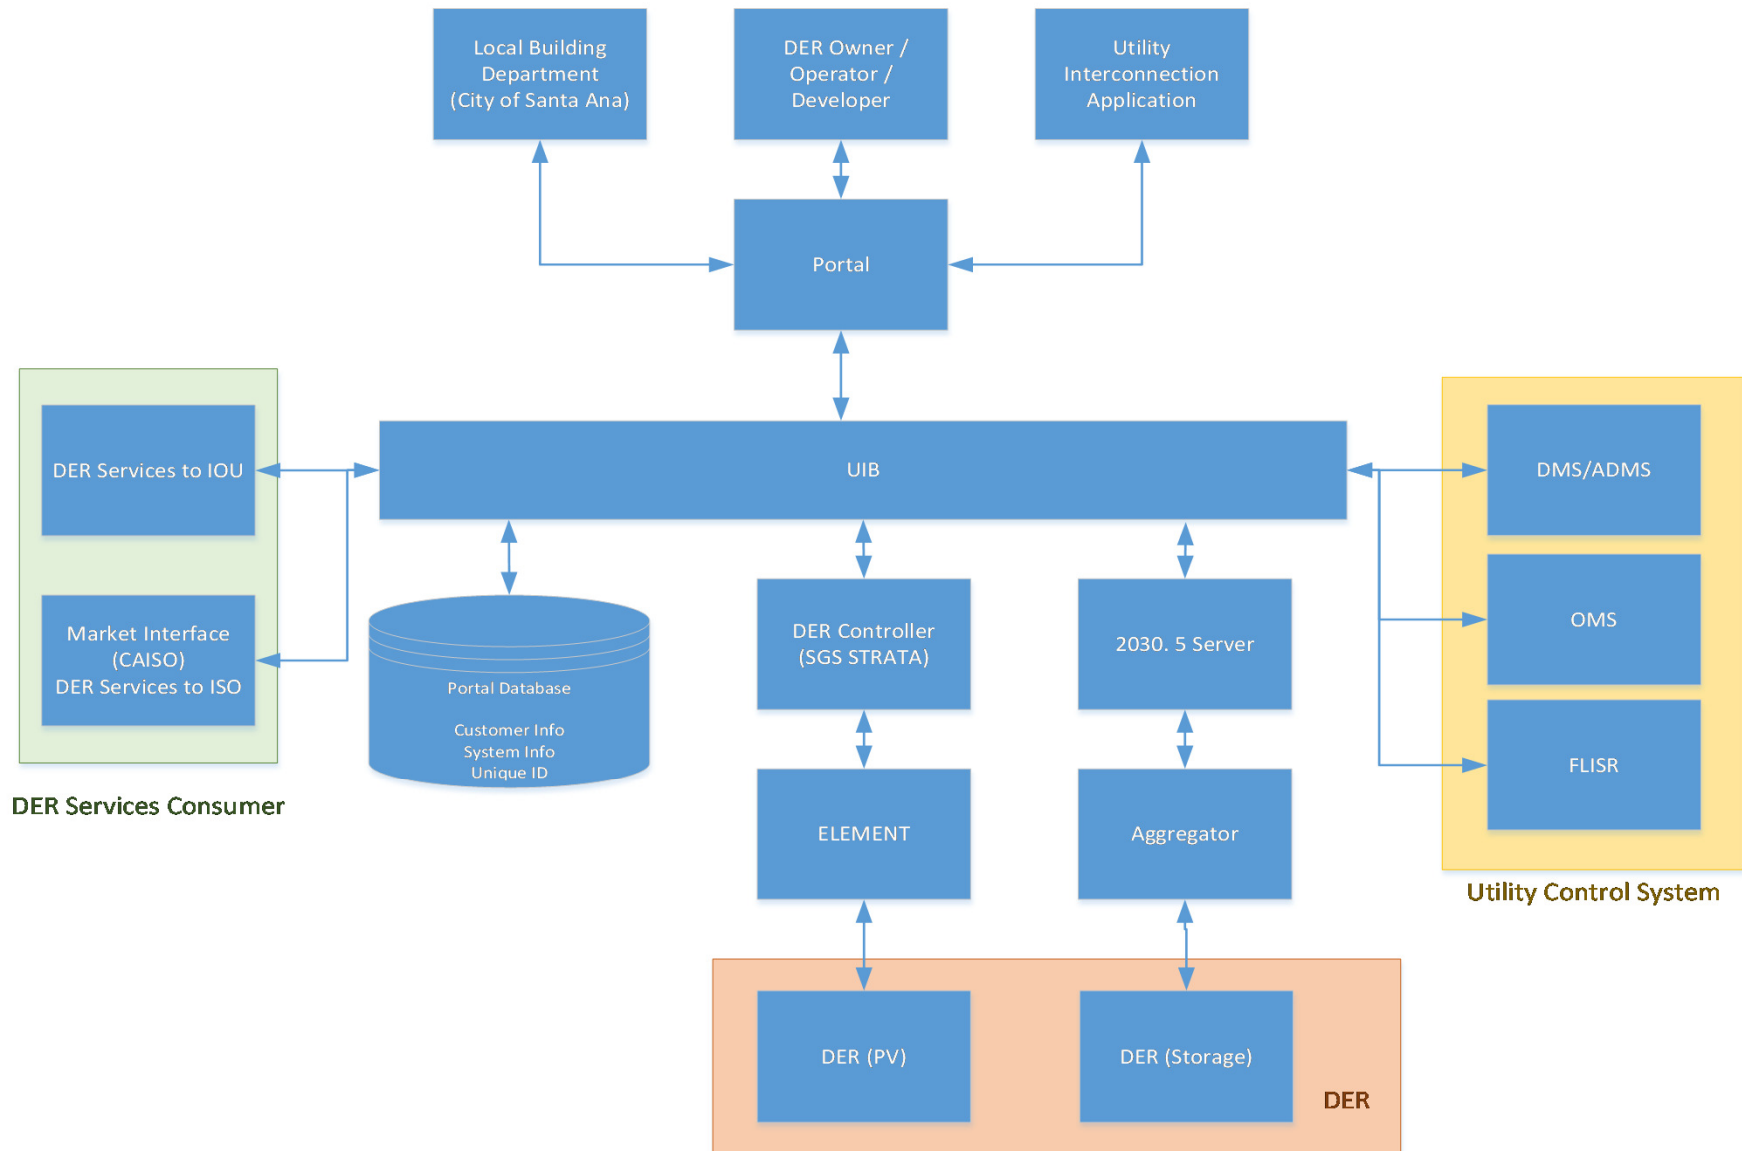 Local Building
Department
(City of Santa Ana)
DER Owner /
Operator /
Developer
Utility
Interconnection
Application
Portal
DER Services to IOU
Market Interface
(CAISO)
DER Services to ISO
DER Services Consumer
UIB
Portal Database
Customer Info
System Info
Unique ID
DER Controller
(SGS STRATA)
2030. 5 Server
ELEMENT
Aggregator
DMS/ADMS
OMS
FLISR
Utility Control System
DER (PV)
DER (Storage)
DER